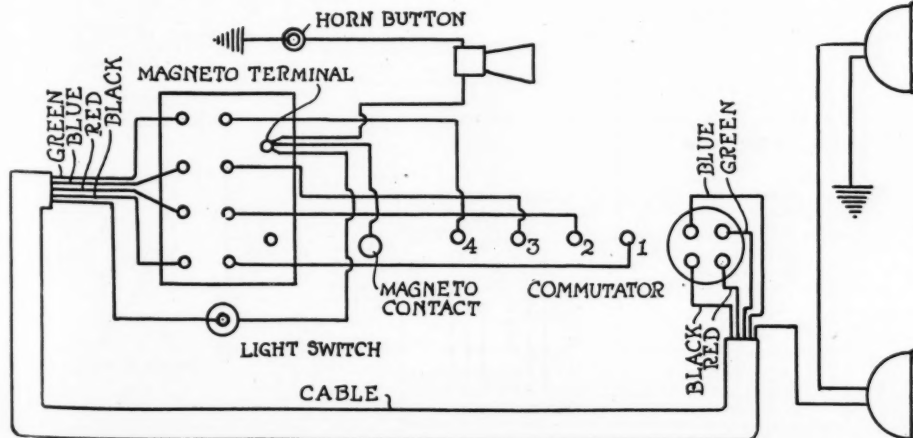 HORN BUTTON
MAGNETO TERMINAL
GREEN
BLUE
RED
BLACK
BLUE
GREEN
4
3
2
1
MAGNETO
CONTACT
COMMUTATOR
LIGHT SWITCH
BLACK
RED
CABLE